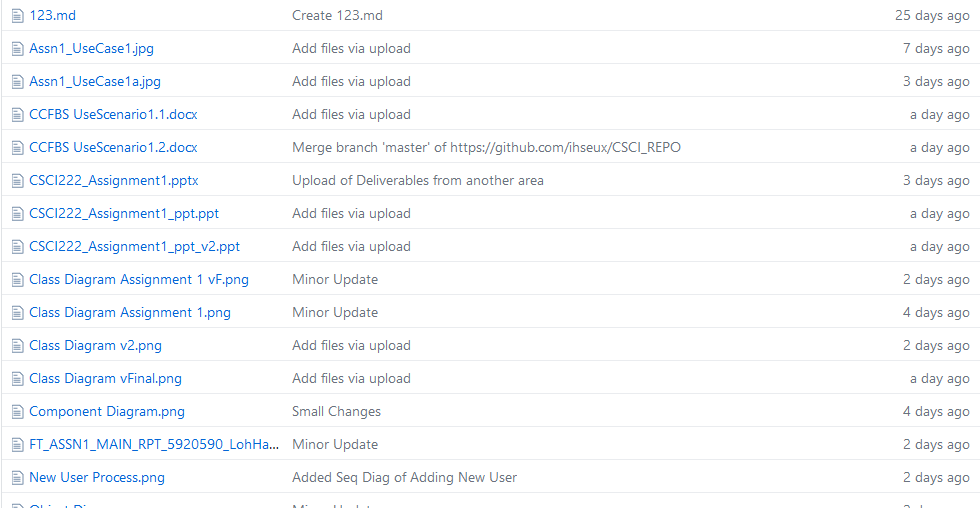 123.md Create 123.md 25 days ago
Assn1_UseCase1.jpg Add files via upload 7 days ago
Assn1_UseCase1a.jpg Add files via upload 3 days ago
CCFBS UseScenario1.1.docx Add files via upload a day ago
CCFBS UseScenario1.2.docx Merge branch 'master' of https://github.com/ihseux/CSCI_REPO a day ago
CSCI222_Assignment1.pptx Upload of Deliverables from another area 3 days ago
CSCI222_Assignment1_ppt.ppt Add files via upload a day ago
CSCI222_Assignment1_ppt_v2.ppt Add files via upload a day ago
Class Diagram Assignment 1 vF.png Minor Update 2 days ago
Class Diagram Assignment 1.png Minor Update 4 days ago
Class Diagram v2.png Add files via upload 2 days ago
Class Diagram vFinal.png Add files via upload a day ago
Component Diagram.png Small Changes 4 days ago
FT_ASSN1_MAIN_RPT_5920590_LohHa... Minor Update 2 days ago
New User Process.png Added Seq Diag of Adding New User 2 days ago